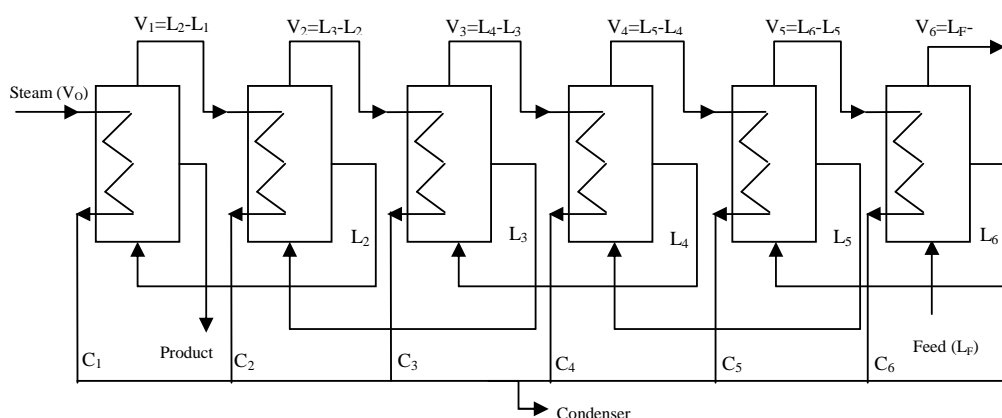 V1=L2-L1
V2=L3-L2
V3=L4-L3
V4=L5-L4
V5=L6-L5
V6=LF-
Steam (VO)
L2
L3
L4
L5
L6
Product
Feed (LF)
C1
C2
C3
C4
C5
C6
Condenser